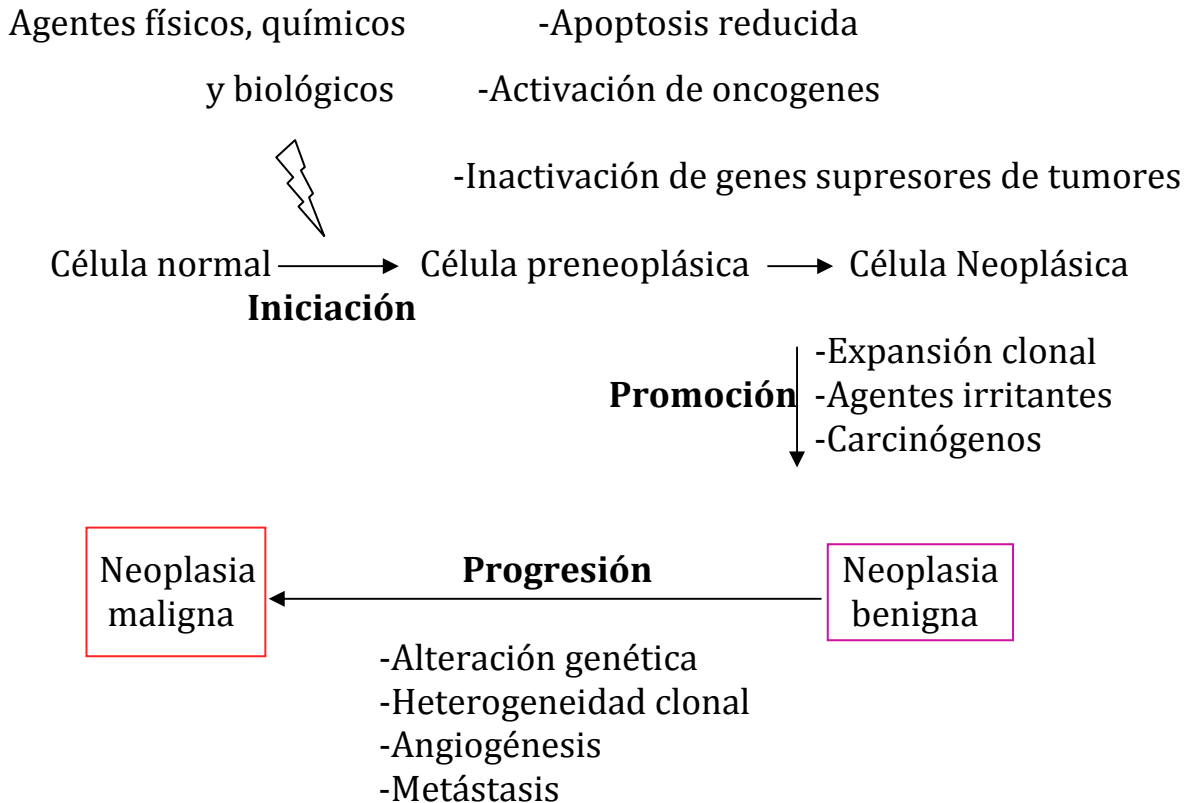 Agentes físicos, químicos
y biológicos
-Apoptosis reducida
-Activación de oncogenes
-Inactivación de genes supresores de tumores
Célula normal
Iniciación
Célula preneoplásica
Célula Neoplásica
Promoción
-Expansión clonal
-Agentes irritantes
-Carcinógenos
Neoplasia
benigna
Progresión
-Alteración genética
-Heterogeneidad clonal
-Angiogénesis
-Metástasis
Neoplasia
maligna